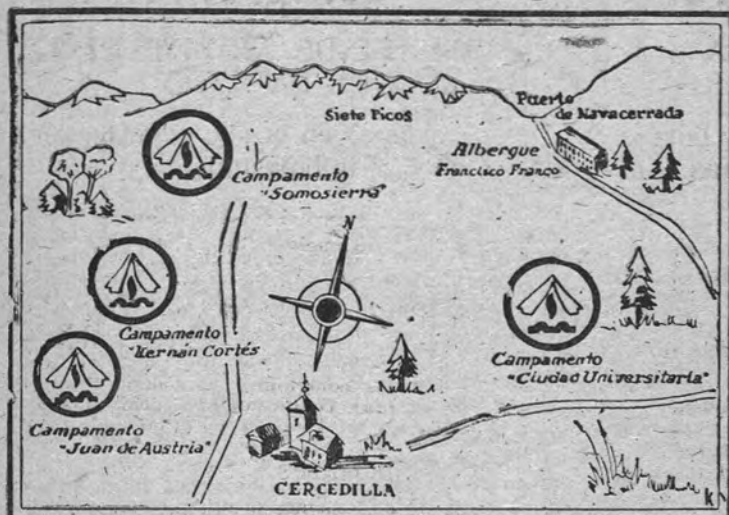 Siete Picos
Puerto
de Navacerrada
Albergue
Francisco Franco
Campamento
"Somosierra"
N
Campamento
"Hernán Cortés
Campamento
"Ciudad Universitaria"
Campamento
"Juan de Austria"
CERCEDILLA
K